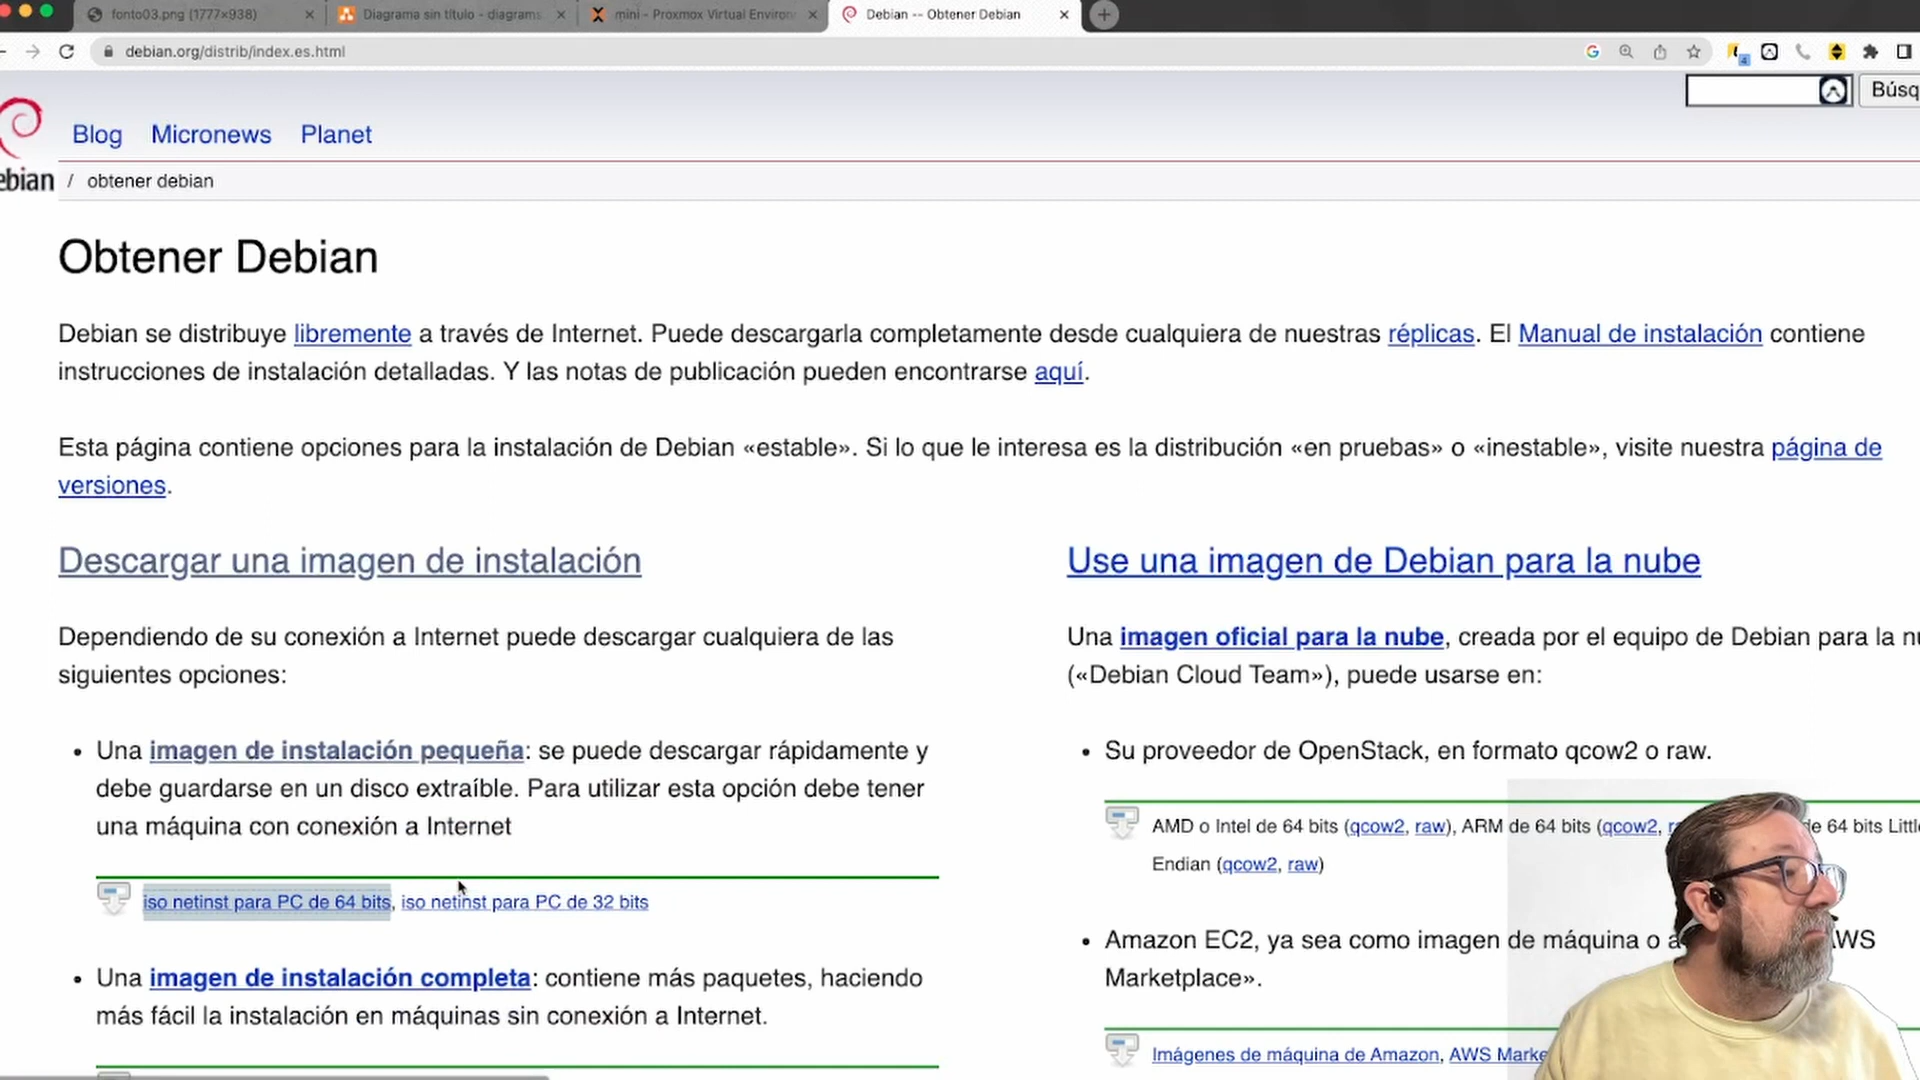 fonto03.png (1777×938)
Diagrama sin título - diagrams
mini - Proxmox Virtual Environ
Debian -- Obtener Debian
debian.org/distrib/index.es.html
4
Búsq
Blog Micronews Planet
ebian / obtener debian
Obtener Debian
Debian se distribuye libremente a través de Internet. Puede descargarla completamente desde cualquiera de nuestras réplicas. El Manual de instalación contiene
instrucciones de instalación detalladas. Y las notas de publicación pueden encontrarse aquí.
Esta página contiene opciones para la instalación de Debian «estable». Si lo que le interesa es la distribución «en pruebas» o «inestable», visite nuestra página de
versiones.
Descargar una imagen de instalación
Dependiendo de su conexión a Internet puede descargar cualquiera de las
siguientes opciones:
• Una imagen de instalación pequeña: se puede descargar rápidamente y
debe guardarse en un disco extraíble. Para utilizar esta opción debe tener
una máquina con conexión a Internet
iso netinst para PC de 64 bits, iso netinst para PC de 32 bits
• Una imagen de instalación completa: contiene más paquetes, haciendo
más fácil la instalación en máquinas sin conexión a Internet.
Use una imagen de Debian para la nube
Una imagen oficial para la nube, creada por el equipo de Debian para la nu
(«Debian Cloud Team»), puede usarse en:
• Su proveedor de OpenStack, en formato qcow2 o raw.
AMD o Intel de 64 bits (qcow2, raw), ARM de 64 bits (qcow2, de 64 bits Littl
Endian (qcow2, raw)
• Amazon EC2, ya sea como imagen de máquina o a AWS
Marketplace».
Imágenes de máquina de Amazon, AWS Marke